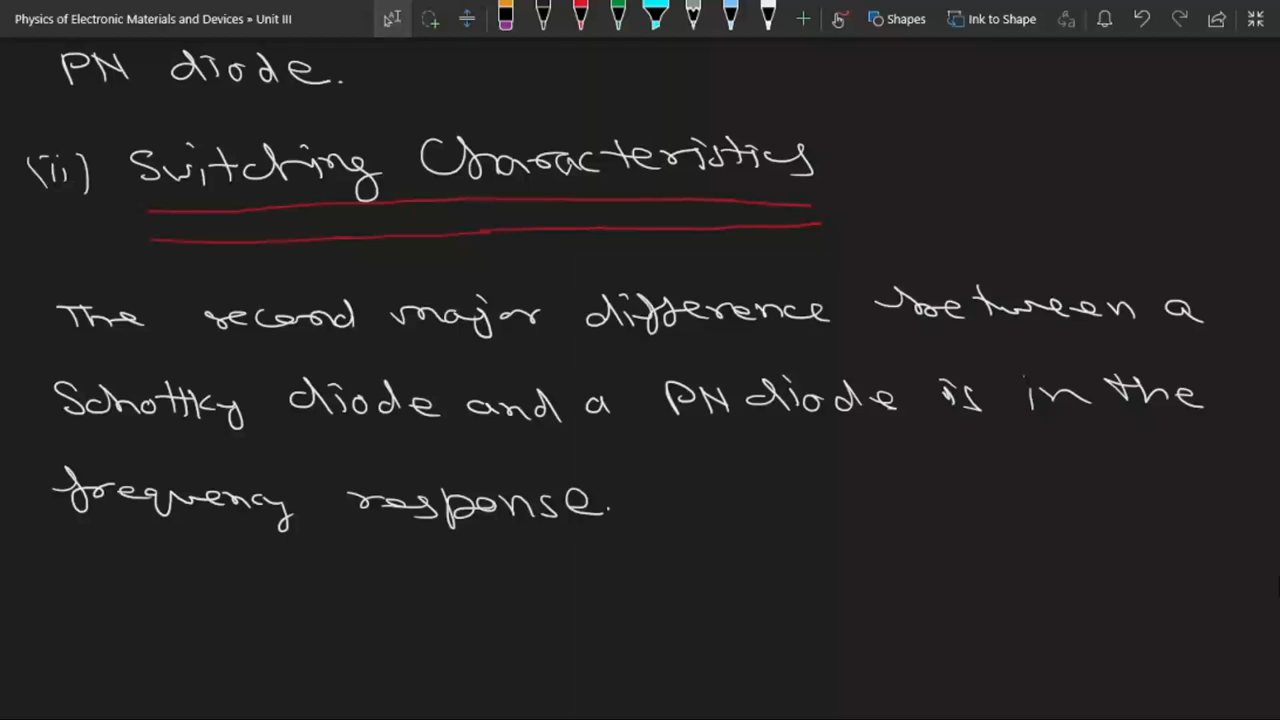 Physics of Electronic Materials and Devices » Unit III
Shapes
Ink to Shape
PN diode.
(ii) Switching Characteristics
The second major difference between a
Schottky diode and a PN diode is in the
frequency response.